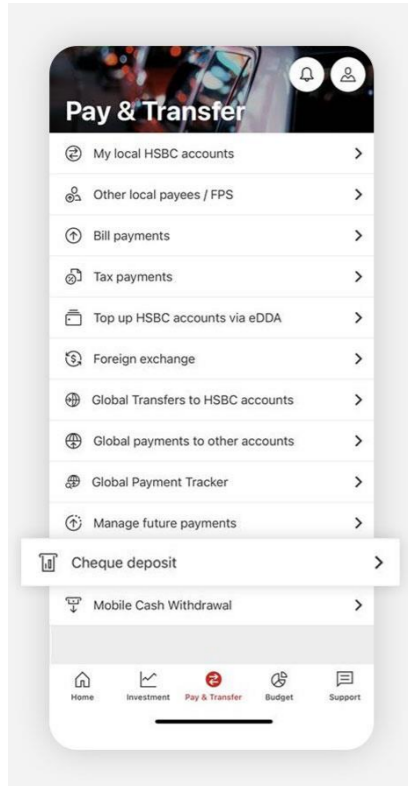 Pay & Transfer
My local HSBC accounts
Other local payees / FPS
Bill payments
Tax payments
Top up HSBC accounts via eDDA
Foreign exchange
Global Transfers to HSBC accounts
Global payments to other accounts
Global Payment Tracker
Manage future payments
Cheque deposit
Mobile Cash Withdrawal
Home Investment Pay & Transfer Budget Support